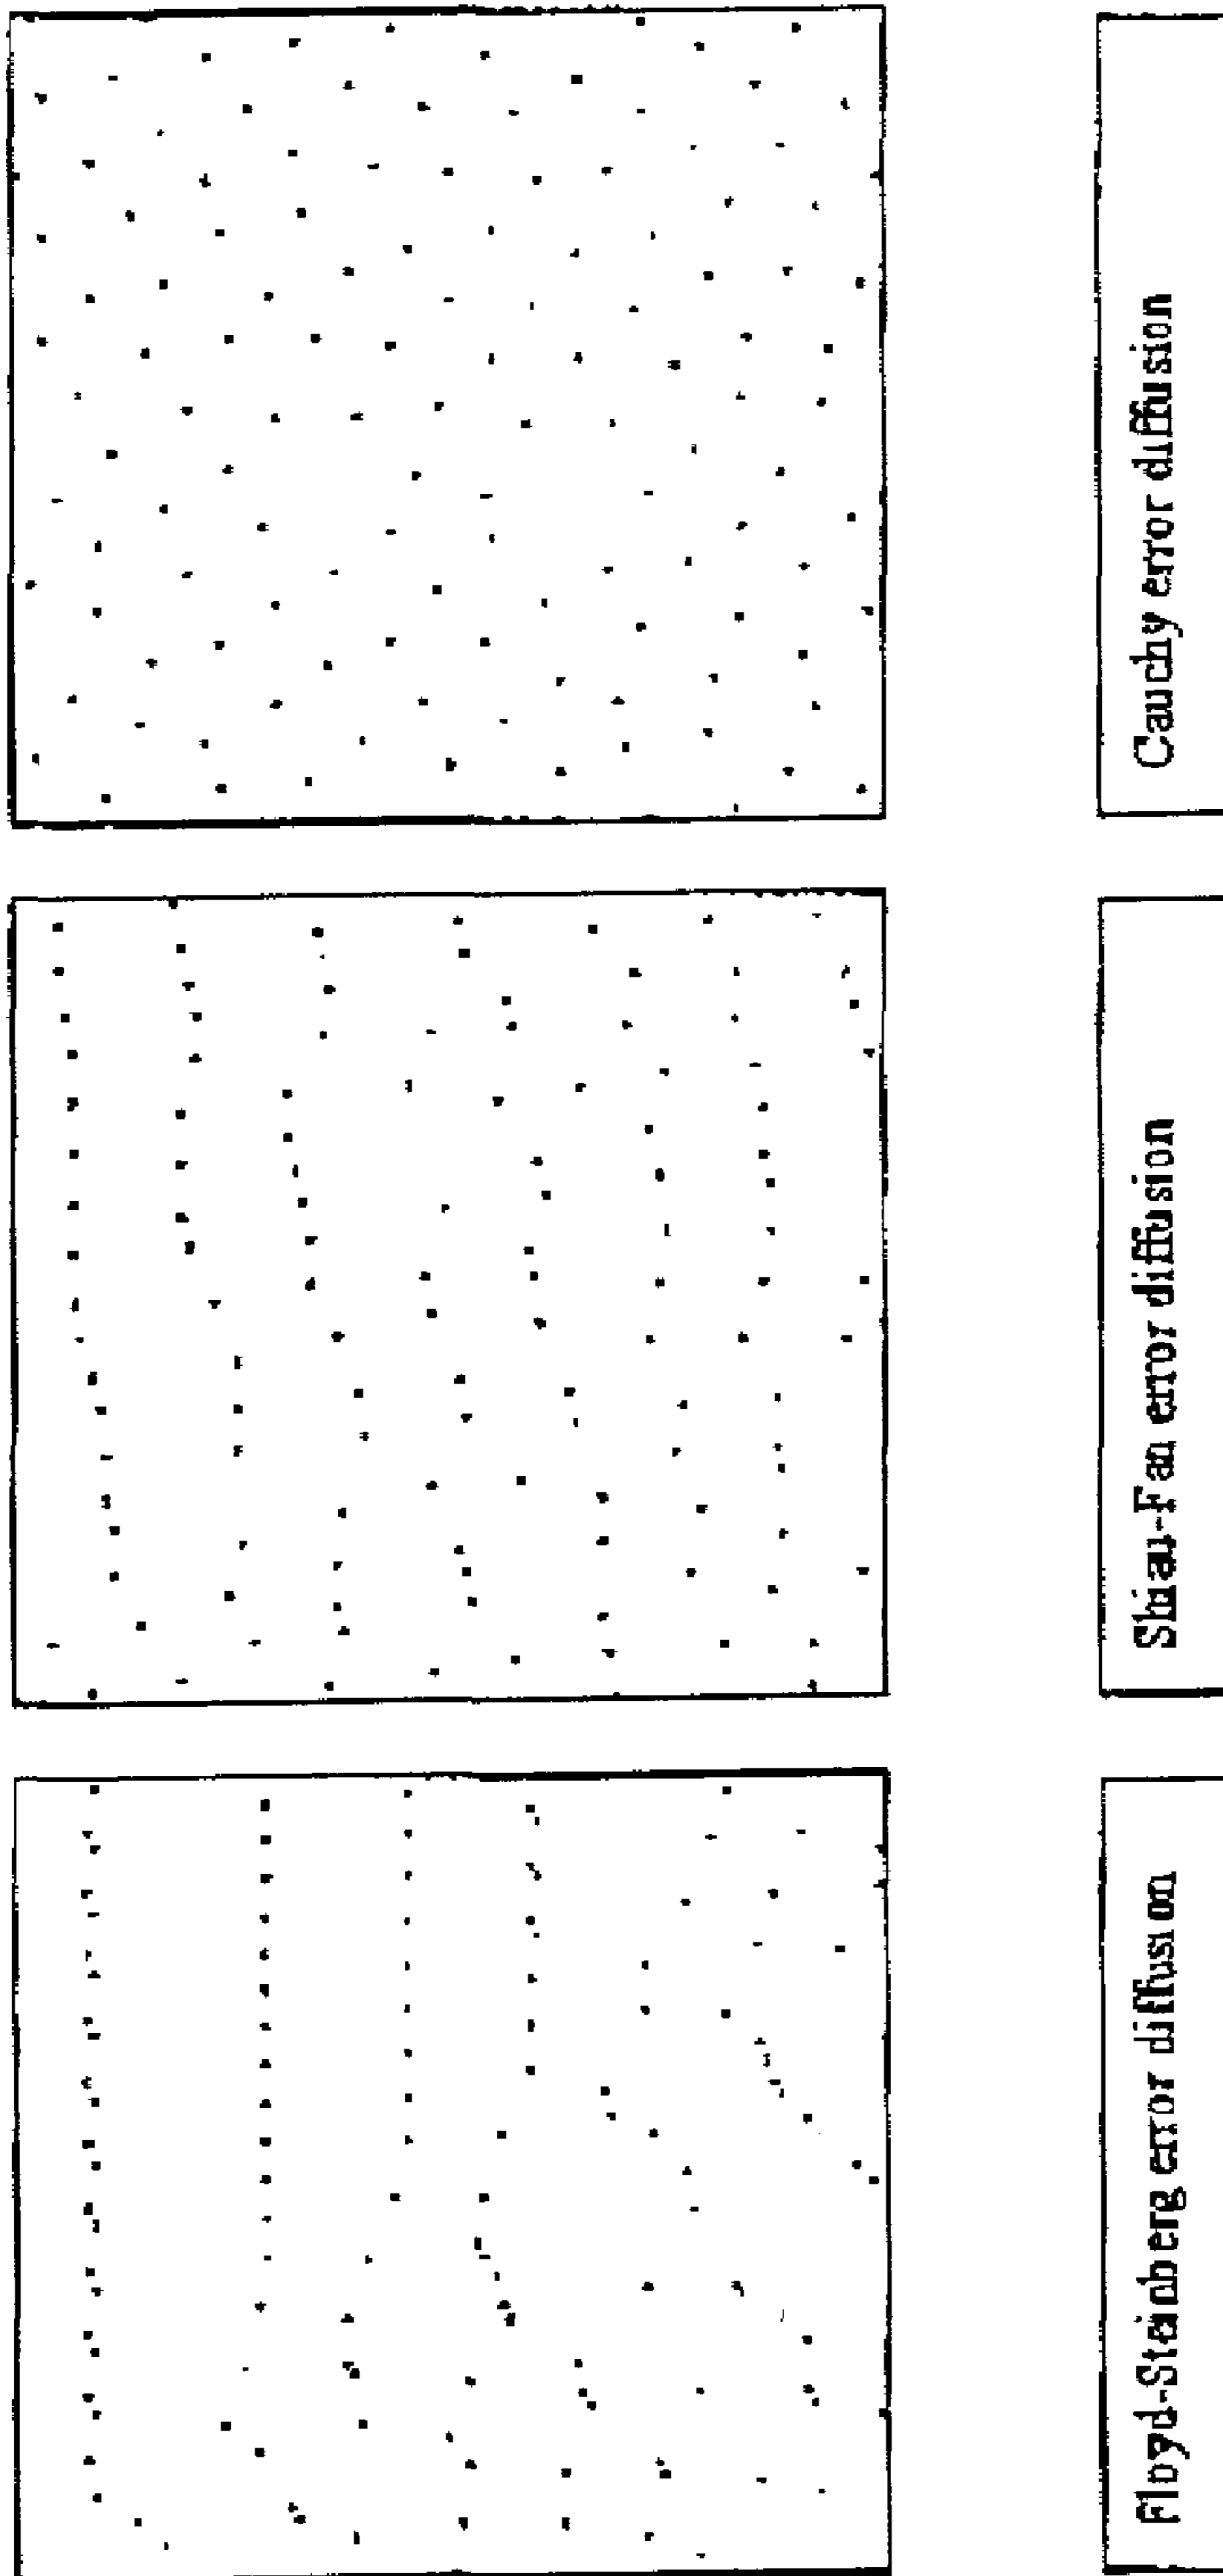 Floyd-Steinberg error diffusion
Shiau-Fan error diffusion
Cauchy error diffusion